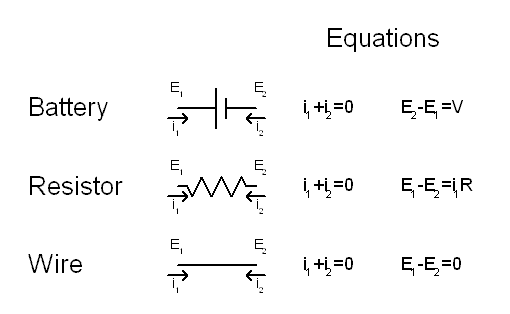 Equations
E₁ E₂
Battery i₁+i₂=0 E₂-E₁=V
i₁ i₂
E₁ E₂
Resistor i₁+i₂=0 E₁-E₂=i₁R
i₁ i₂
E₁ E₂
Wire i₁+i₂=0 E₁-E₂=0
i₁ i₂